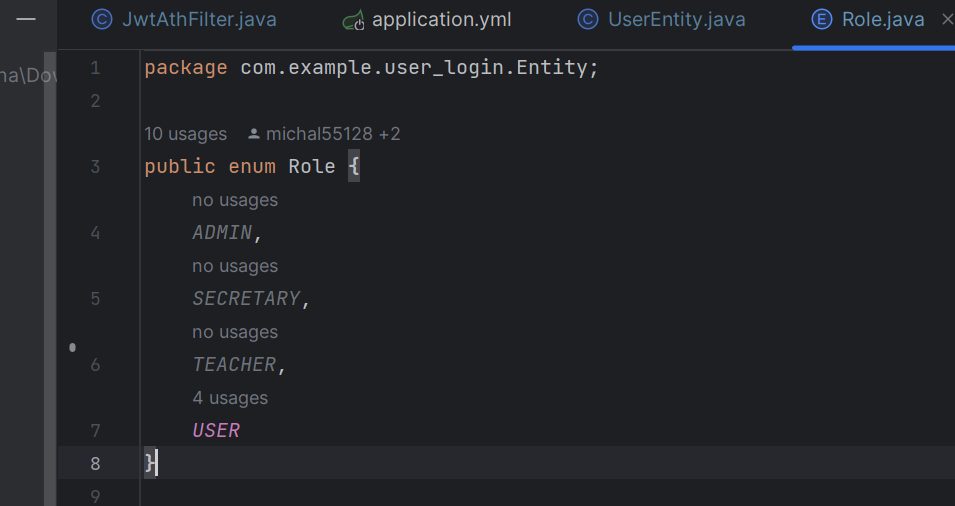 JwtAthFilter.java application.yml UserEntity.java Role.java
na\Dow
1 package com.example.user_login.Entity;
2
10 usages michal55128 +2
3 public enum Role {
no usages
4 ADMIN,
no usages
5 SECRETARY,
no usages
6 TEACHER,
4 usages
7 USER
8 }
9